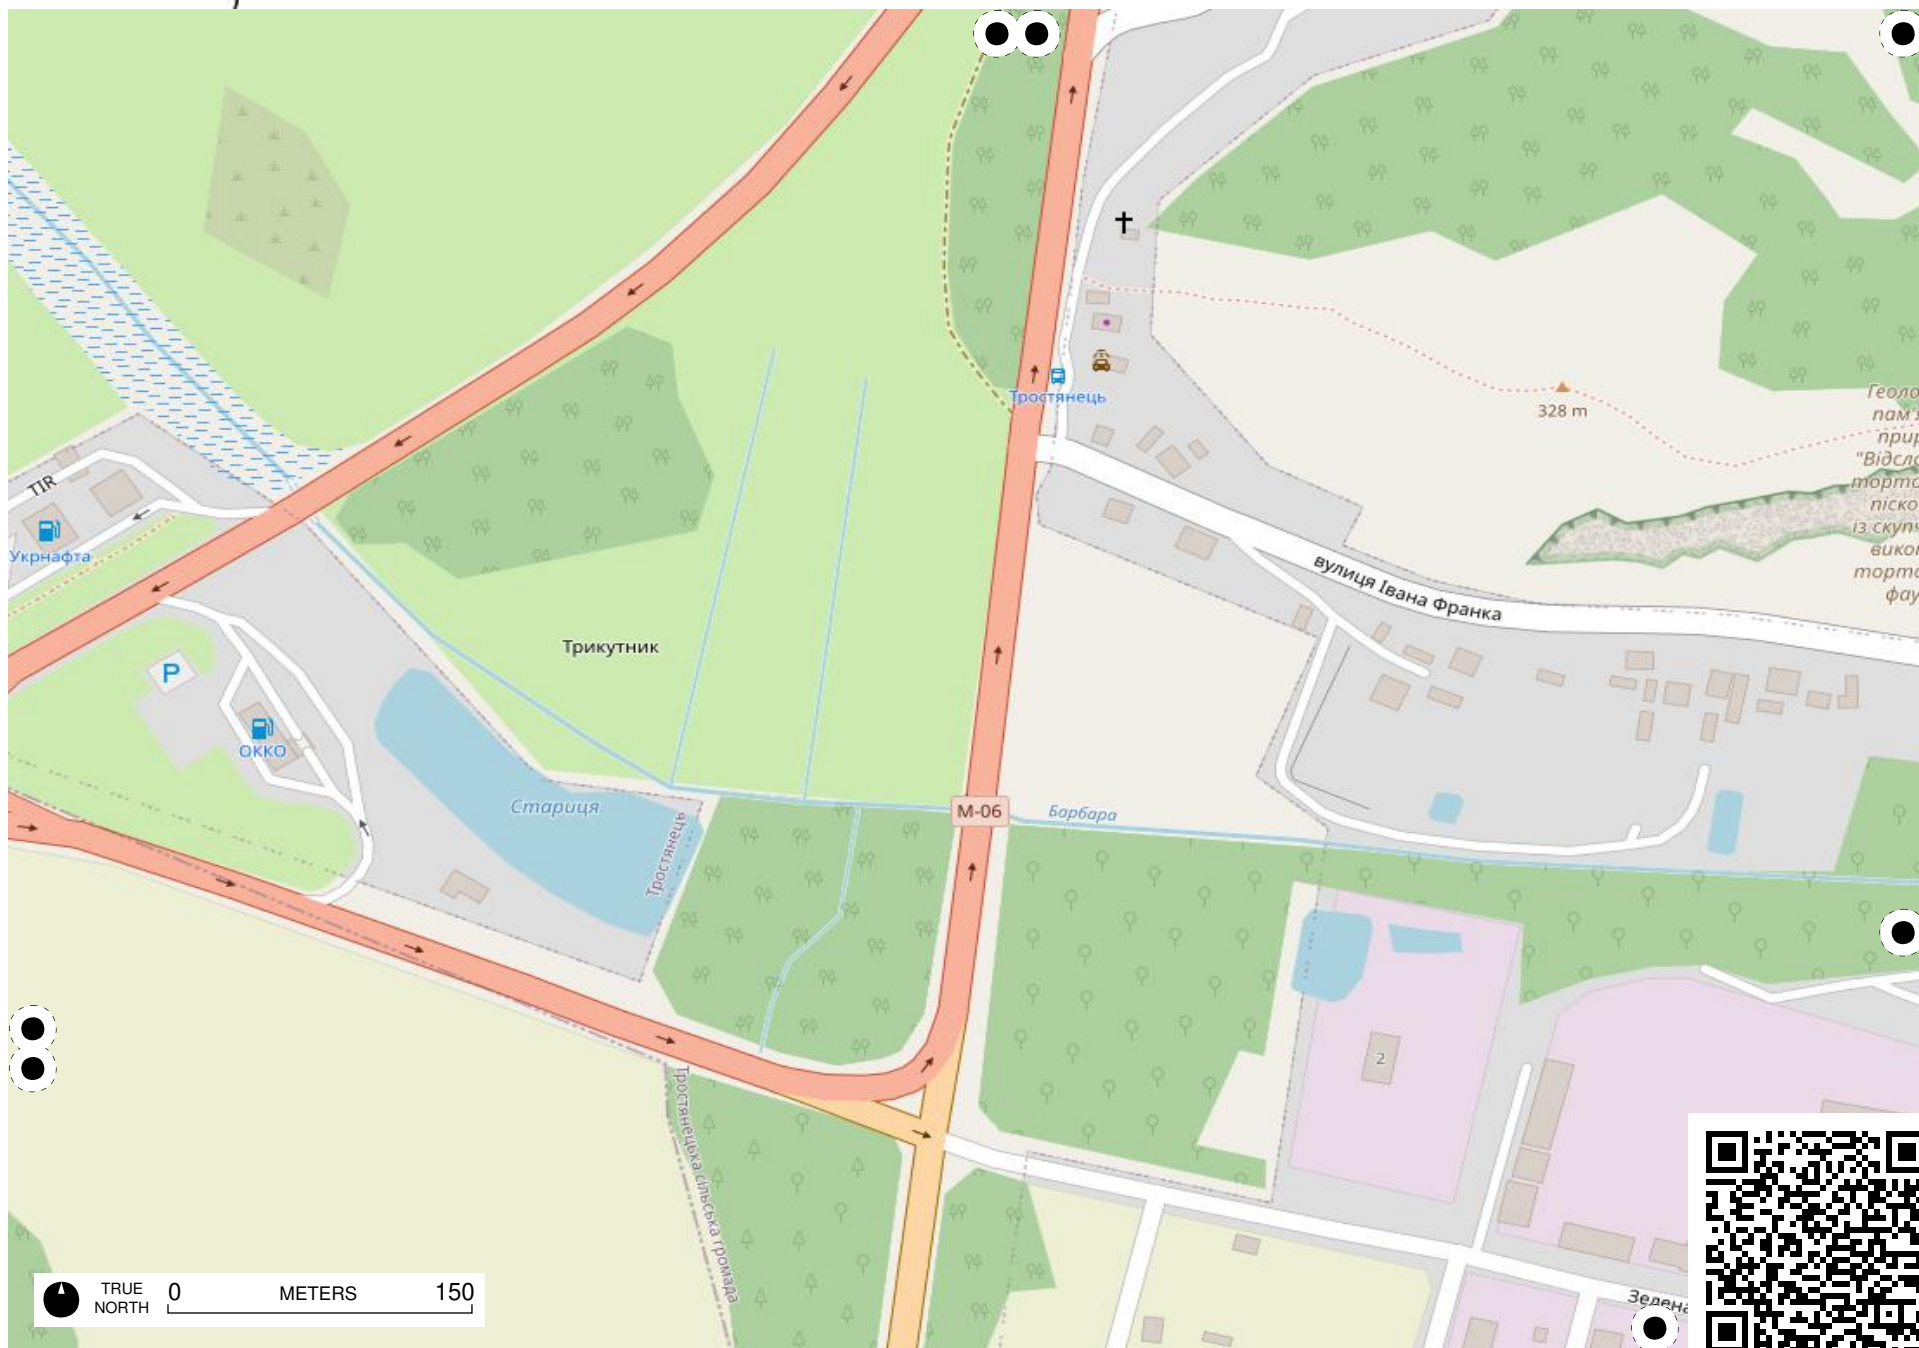 TIR
Укрнафта
Тростянець
328 m
вулиця Івана Франка
Трикутник
P
ОККО
Стариця
Тростянець
М-06
Барбара
2
Тростянецька сільська громада
TRUE NORTH
0 METERS 150